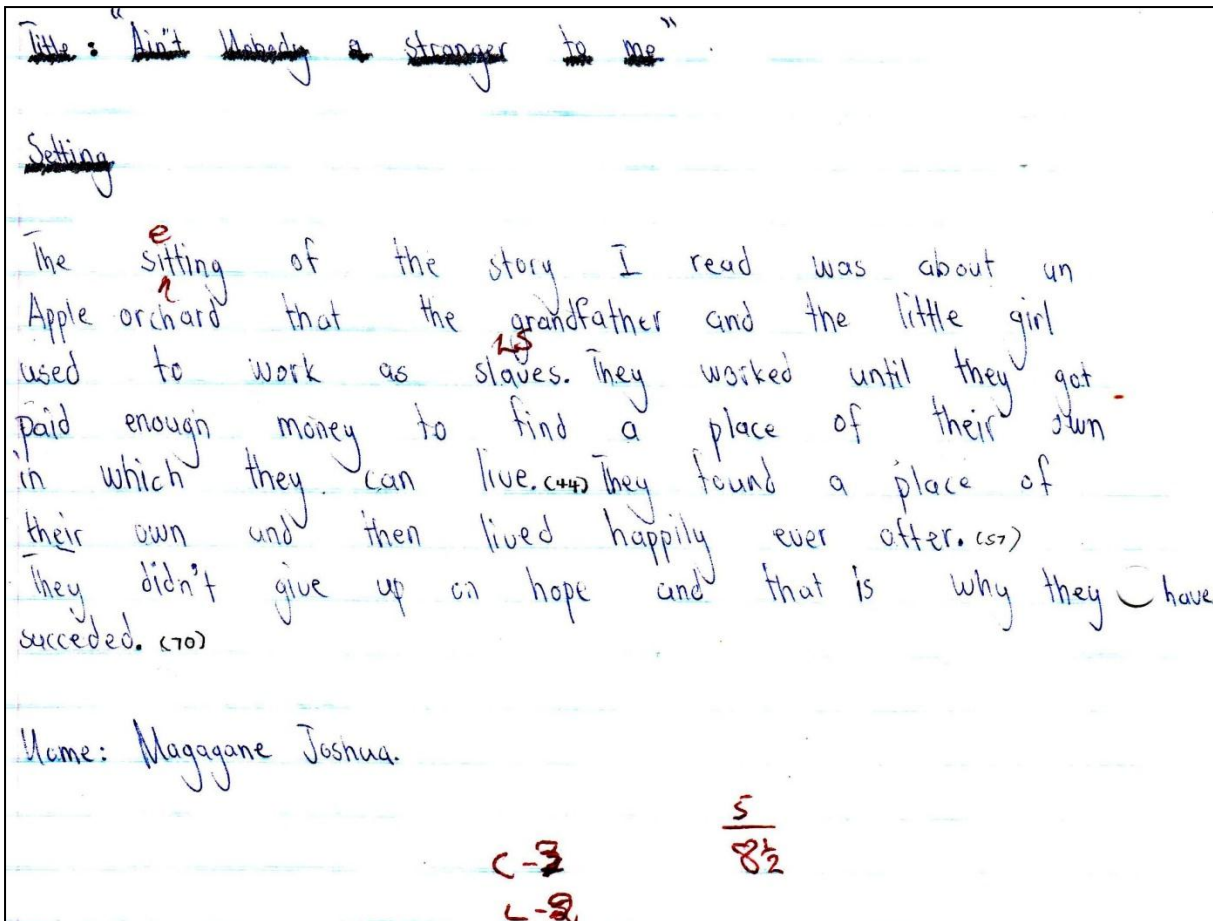 Title: "Ain't Nobody a stranger to me".
Setting
The sitting of the story I read was about un
e
Apple orchard that the grandfather and the little girl
used to work as slaves. They worked until they got
paid enough money to find a place of their own
in which they can live. (44) They found a place of
their own and then lived happily ever after. (57)
They didn't give up on hope and that is why they have
succeded. (70)
Name: Magagane Joshua.
5
8½
C-3
L-2